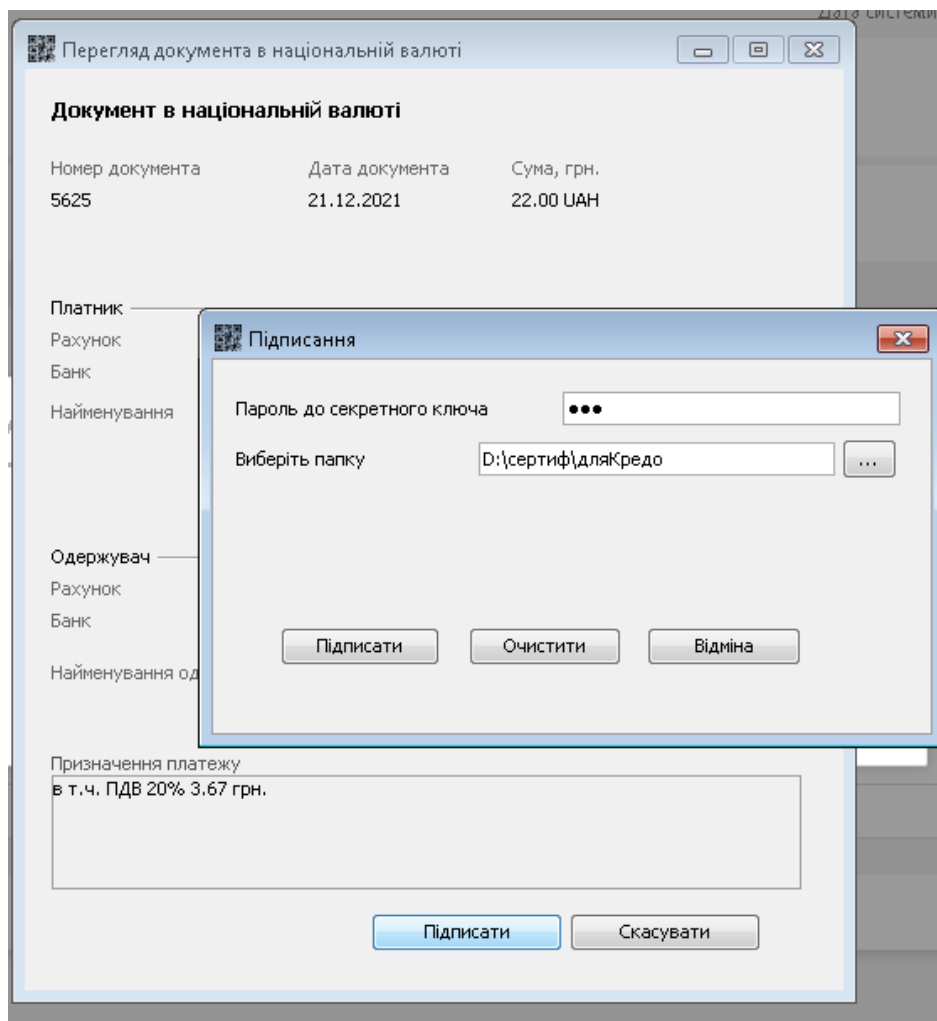 Дата системи
Перегляд документа в національній валюті
Документ в національній валюті
Номер документа Дата документа Сума, грн.
5625 21.12.2021 22.00 UAH
Платник
Рахунок
Банк
Найменування
Підписання
Пароль до секретного ключа ●●●
Виберіть папку D:\сертиф\дляКредо ...
Підписати Очистити Відміна
Одержувач
Рахунок
Банк
Найменування од
Призначення платежу
в т.ч. ПДВ 20% 3.67 грн.
Підписати Скасувати